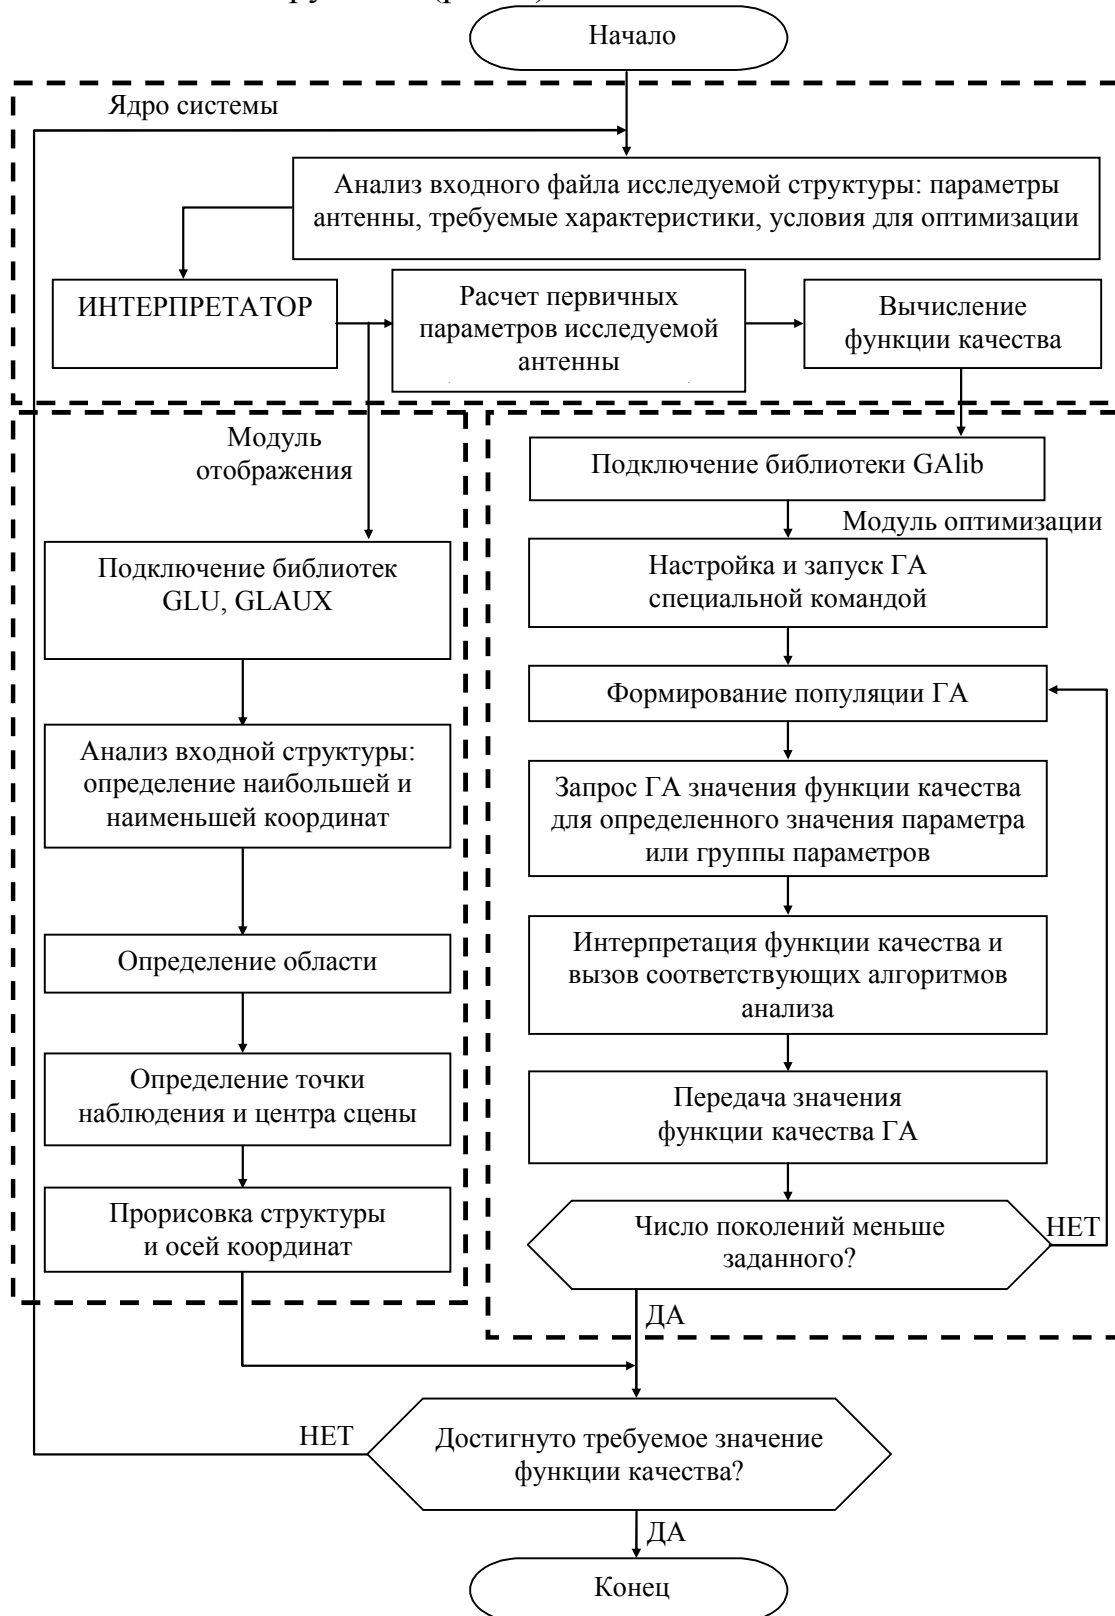 Начало
Ядро системы
Анализ входного файла исследуемой структуры: параметры
антенны, требуемые характеристики, условия для оптимизации
ИНТЕРПРЕТАТОР
Расчет первичных
параметров исследуемой
антенны
Вычисление
функции качества
Модуль
отображения
Подключение библиотек
GLU, GLAUX
Анализ входной структуры:
определение наибольшей и
наименьшей координат
Определение области
Определение точки
наблюдения и центра сцены
Прорисовка структуры
и осей координат
Подключение библиотеки GAlib
Модуль оптимизации
Настройка и запуск ГА
специальной командой
Формирование популяции ГА
Запрос ГА значения функции качества
для определенного значения параметра
или группы параметров
Интерпретация функции качества и
вызов соответствующих алгоритмов
анализа
Передача значения
функции качества ГА
Число поколений меньше
заданного?
НЕТ
ДА
НЕТ
Достигнуто требуемое значение
функции качества?
ДА
Конец